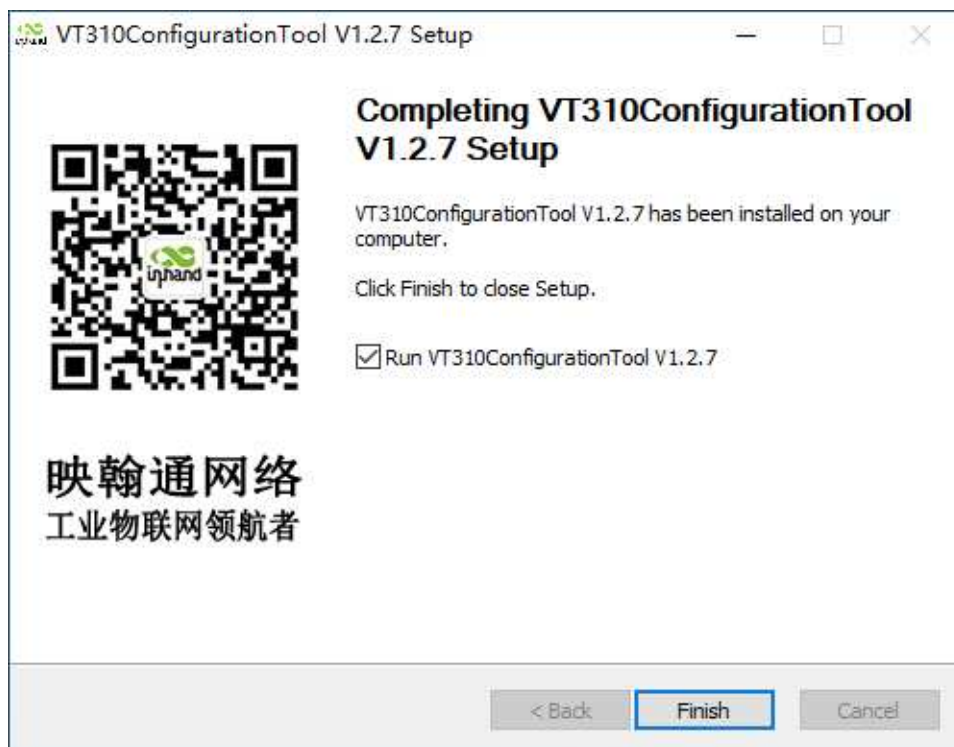 VT310ConfigurationTool V1.2.7 Setup
Completing VT310ConfigurationTool
V1.2.7 Setup
VT310ConfigurationTool V1.2.7 has been installed on your
computer.
Click Finish to close Setup.
Run VT310ConfigurationTool V1.2.7
inhand
映翰通网络
工业物联网领航者
< Back
Finish
Cancel